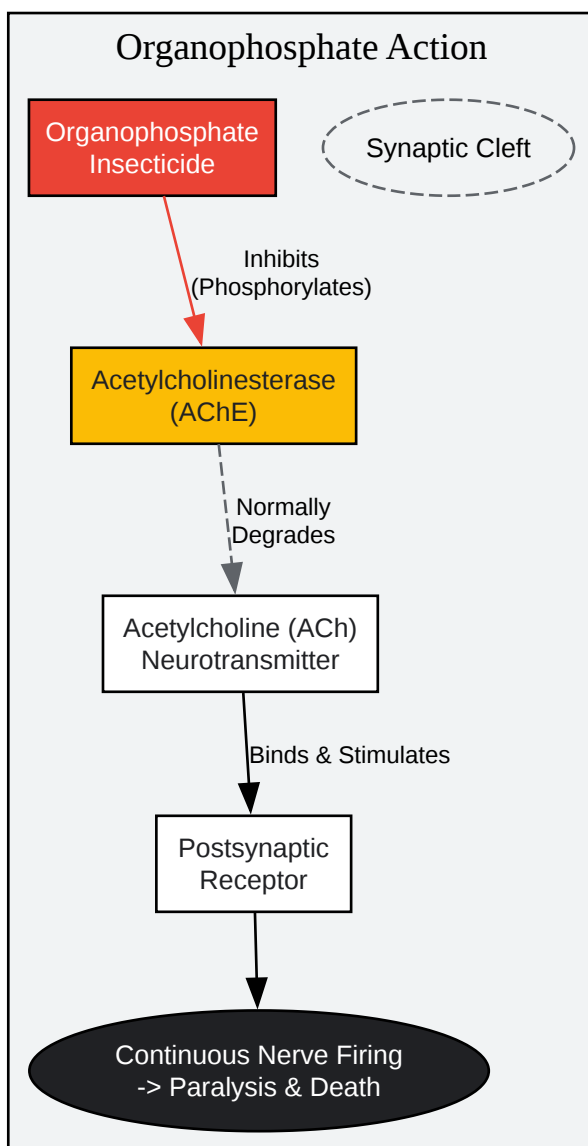 Organophosphate Action
Organophosphate
Insecticide
Synaptic Cleft
Inhibits
(Phosphorylates)
Acetylcholinesterase
(AChE)
Normally
Degrades
Acetylcholine (ACh)
Neurotransmitter
Binds & Stimulates
Postsynaptic
Receptor
Continuous Nerve Firing
-> Paralysis & Death